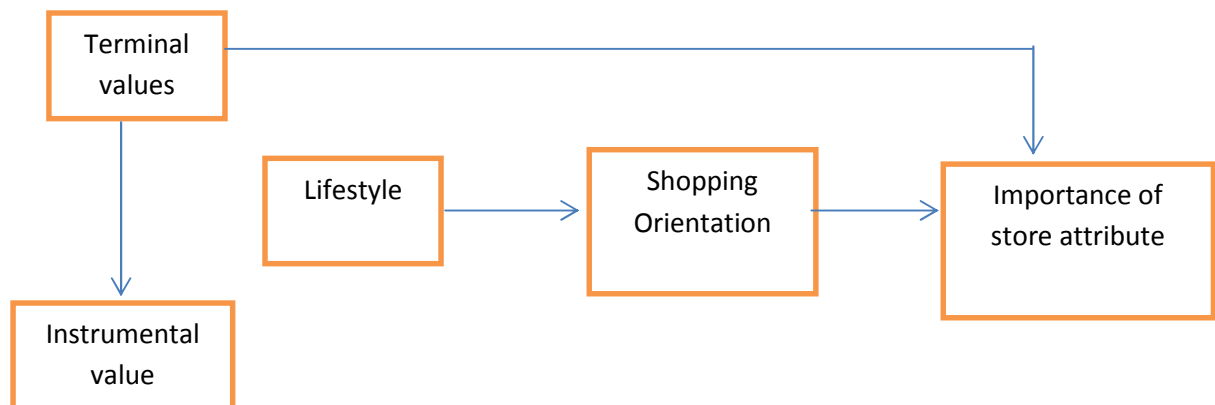 Terminal
values
Lifestyle
Shopping
Orientation
Importance of
store attribute
Instrumental
value